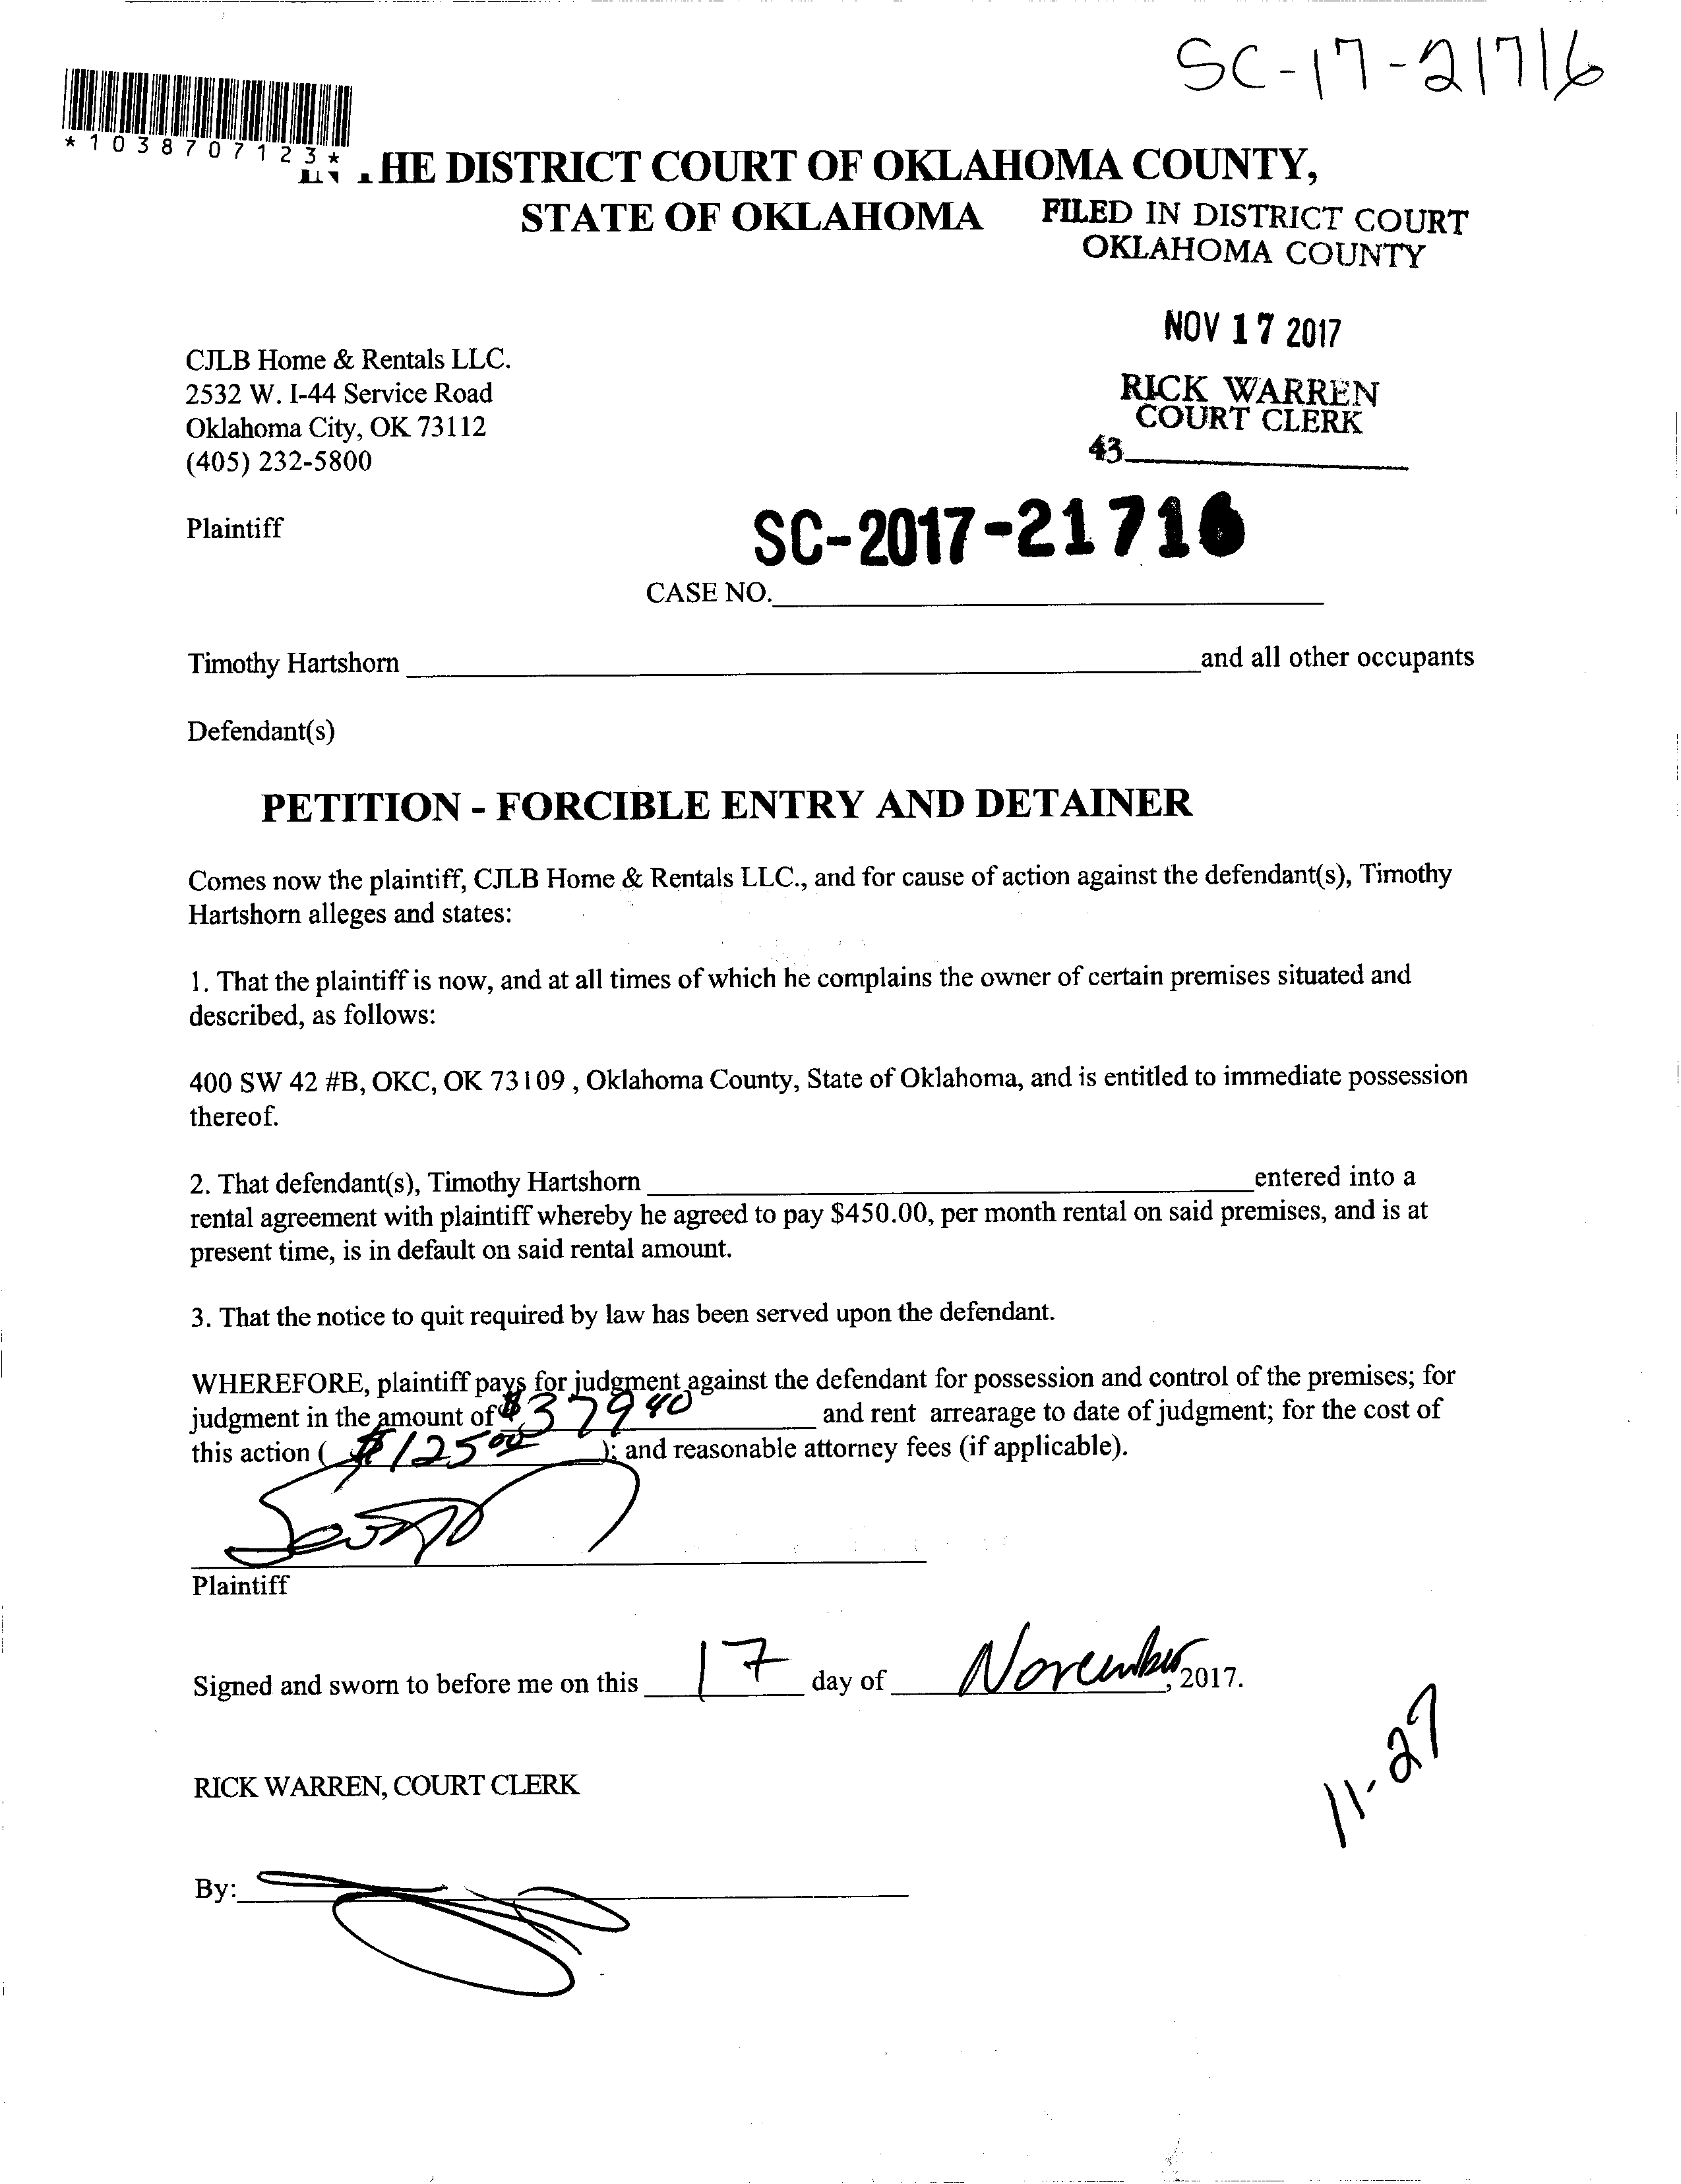 SC-17-21716
*1038707123*
HE DISTRICT COURT OF OKLAHOMA COUNTY,
STATE OF OKLAHOMA
FILED IN DISTRICT COURT
OKLAHOMA COUNTY
NOV 17 2017
RICK WARREN
COURT CLERK
43
CJLB Home & Rentals LLC.
2532 W. I-44 Service Road
Oklahoma City, OK 73112
(405) 232-5800
Plaintiff
SC-2017-21716
CASE NO.
Timothy Hartshorn and all other occupants
Defendant(s)
PETITION - FORCIBLE ENTRY AND DETAINER
Comes now the plaintiff, CJLB Home & Rentals LLC., and for cause of action against the defendant(s), Timothy
Hartshorn alleges and states:
1. That the plaintiff is now, and at all times of which he complains the owner of certain premises situated and
described, as follows:
400 SW 42 #B, OKC, OK 73109 , Oklahoma County, State of Oklahoma, and is entitled to immediate possession
thereof.
2. That defendant(s), Timothy Hartshorn entered into a
rental agreement with plaintiff whereby he agreed to pay $450.00, per month rental on said premises, and is at
present time, is in default on said rental amount.
3. That the notice to quit required by law has been served upon the defendant.
WHEREFORE, plaintiff pays for judgment against the defendant for possession and control of the premises; for
judgment in the amount of $ 379 40 and rent arrearage to date of judgment; for the cost of
this action ( $125 00 ); and reasonable attorney fees (if applicable).
Plaintiff
Signed and sworn to before me on this 17 day of November, 2017.
11-27
RICK WARREN, COURT CLERK
By: